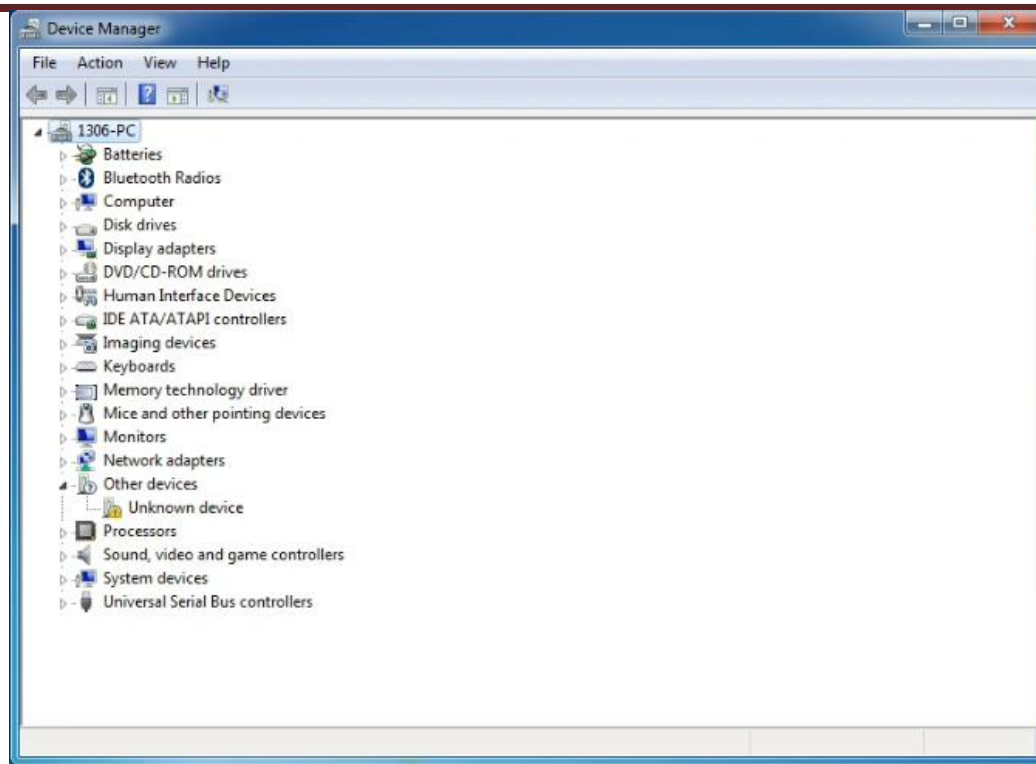 Device Manager
File Action View Help
1306-PC
Batteries
Bluetooth Radios
Computer
Disk drives
Display adapters
DVD/CD-ROM drives
Human Interface Devices
IDE ATA/ATAPI controllers
Imaging devices
Keyboards
Memory technology driver
Mice and other pointing devices
Monitors
Network adapters
Other devices
Unknown device
Processors
Sound, video and game controllers
System devices
Universal Serial Bus controllers